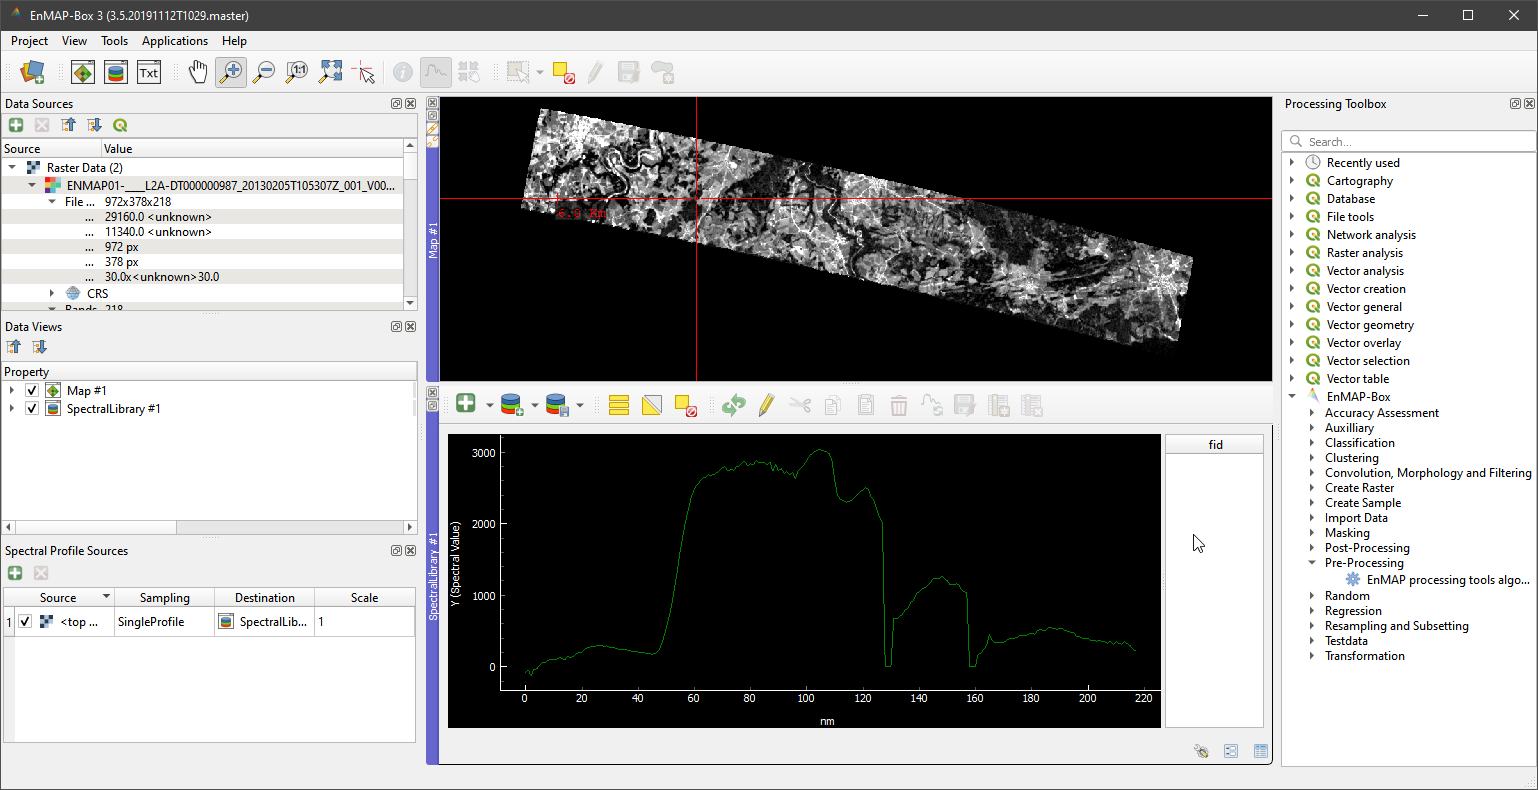 EnMAP-Box 3 (3.5.20191112T1029.master)
Project View Tools Applications Help
1:1
Txt
Data Sources
Source Value
Raster Data (2)
ENMAP01-____L2A-DT000000987_20130205T105307Z_001_V00...
File ... 972x378x218
... 29160.0 <unknown>
... 11340.0 <unknown>
... 972 px
... 378 px
... 30.0x<unknown>30.0
CRS
Bands 218
Data Views
Property
Map #1
SpectralLibrary #1
Spectral Profile Sources
Source Sampling Destination Scale
1 <top ... SingleProfile SpectralLib... 1
Map #1
SpectralLibrary #1
Y (Spectral Value)
3000
2000
1000
0
0 20 40 60 80 100 120 140 160 180 200 220
nm
fid
Processing Toolbox
Search...
Recently used
Cartography
Database
File tools
Network analysis
Raster analysis
Vector analysis
Vector creation
Vector general
Vector geometry
Vector overlay
Vector selection
Vector table
EnMAP-Box
Accuracy Assessment
Auxilliary
Classification
Clustering
Convolution, Morphology and Filtering
Create Raster
Create Sample
Import Data
Masking
Post-Processing
Pre-Processing
EnMAP processing tools algo...
Random
Regression
Resampling and Subsetting
Testdata
Transformation